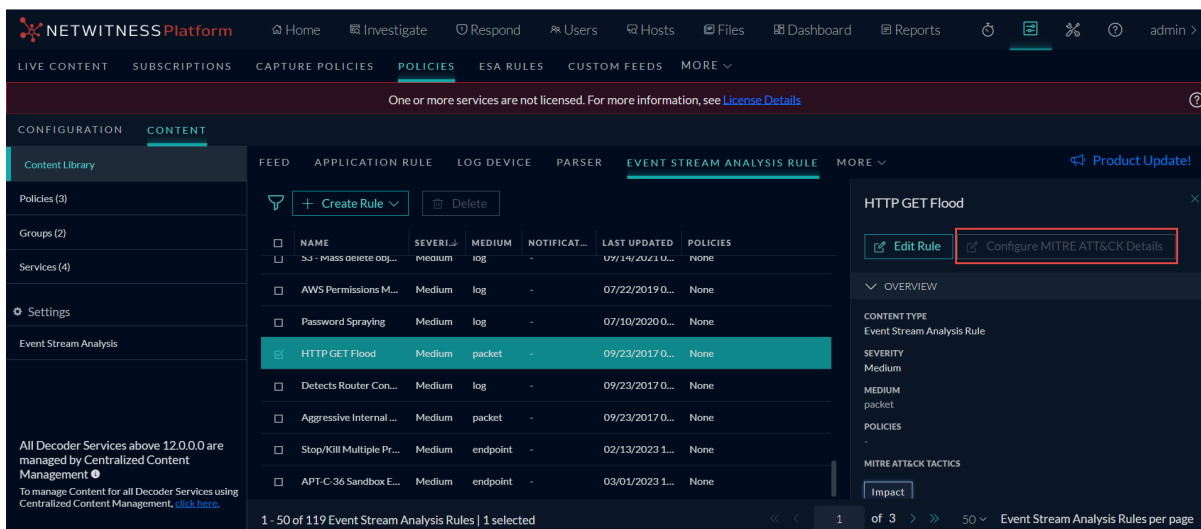 NETWITNESS Platform
Home Investigate Respond Users Hosts Files Dashboard Reports admin >
LIVE CONTENT SUBSCRIPTIONS CAPTURE POLICIES POLICIES ESA RULES CUSTOM FEEDS MORE
One or more services are not licensed. For more information, see License Details
CONFIGURATION CONTENT
Content Library
Policies (3)
Groups (2)
Services (4)
Settings
Event Stream Analysis
All Decoder Services above 12.0.0.0 are
managed by Centralized Content
Management
To manage Content for all Decoder Services using
Centralized Content Management, click here.
FEED APPLICATION RULE LOG DEVICE PARSER EVENT STREAM ANALYSIS RULE MORE
Product Update!
+ Create Rule Delete
NAME SEVERI... MEDIUM NOTIFICAT... LAST UPDATED POLICIES
S3 - Mass delete obj... Medium log - 09/14/2021 0... None
AWS Permissions M... Medium log - 07/22/2019 0... None
Password Spraying Medium log - 07/10/2020 0... None
HTTP GET Flood Medium packet - 09/23/2017 0... None
Detects Router Con... Medium log - 09/23/2017 0... None
Aggressive Internal ... Medium packet - 09/23/2017 0... None
Stop/Kill Multiple Pr... Medium endpoint - 02/13/2023 1... None
APT-C-36 Sandbox E... Medium endpoint - 03/01/2023 1... None
1 - 50 of 119 Event Stream Analysis Rules | 1 selected
<< < 1 of 3 > >> 50 Event Stream Analysis Rules per page
HTTP GET Flood
Edit Rule Configure MITRE ATT&CK Details
OVERVIEW
CONTENT TYPE
Event Stream Analysis Rule
SEVERITY
Medium
MEDIUM
packet
POLICIES
-
MITRE ATT&CK TACTICS
Impact